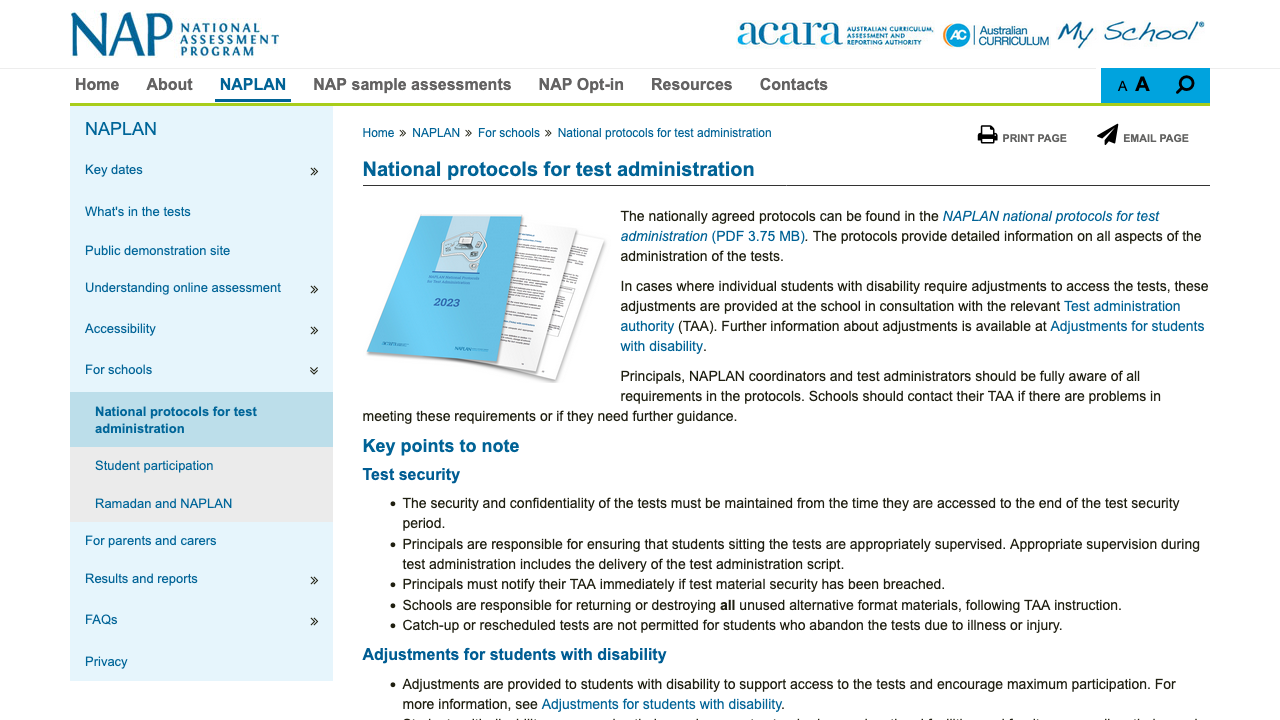 NAP NATIONAL
ASSESSMENT
PROGRAM
acara AUSTRALIAN CURRICULUM,
ASSESSMENT AND
REPORTING AUTHORITY
AC Australian
CURRICULUM
My School®
Home About NAPLAN NAP sample assessments NAP Opt-in Resources Contacts
A A
NAPLAN
Key dates
What's in the tests
Public demonstration site
Understanding online assessment
Accessibility
For schools
National protocols for test
administration
Student participation
Ramadan and NAPLAN
For parents and carers
Results and reports
FAQs
Privacy
Home » NAPLAN » For schools » National protocols for test administration
PRINT PAGE EMAIL PAGE
National protocols for test administration
NAPLAN National Protocols
for Test Administration
2023
The nationally agreed protocols can be found in the NAPLAN national protocols for test
administration (PDF 3.75 MB). The protocols provide detailed information on all aspects of the
administration of the tests.
In cases where individual students with disability require adjustments to access the tests, these
adjustments are provided at the school in consultation with the relevant Test administration
authority (TAA). Further information about adjustments is available at Adjustments for students
with disability.
Principals, NAPLAN coordinators and test administrators should be fully aware of all
requirements in the protocols. Schools should contact their TAA if there are problems in
meeting these requirements or if they need further guidance.
Key points to note
Test security
• The security and confidentiality of the tests must be maintained from the time they are accessed to the end of the test security
period.
• Principals are responsible for ensuring that students sitting the tests are appropriately supervised. Appropriate supervision during
test administration includes the delivery of the test administration script.
• Principals must notify their TAA immediately if test material security has been breached.
• Schools are responsible for returning or destroying all unused alternative format materials, following TAA instruction.
• Catch-up or rescheduled tests are not permitted for students who abandon the tests due to illness or injury.
Adjustments for students with disability
• Adjustments are provided to students with disability to support access to the tests and encourage maximum participation. For
more information, see Adjustments for students with disability.